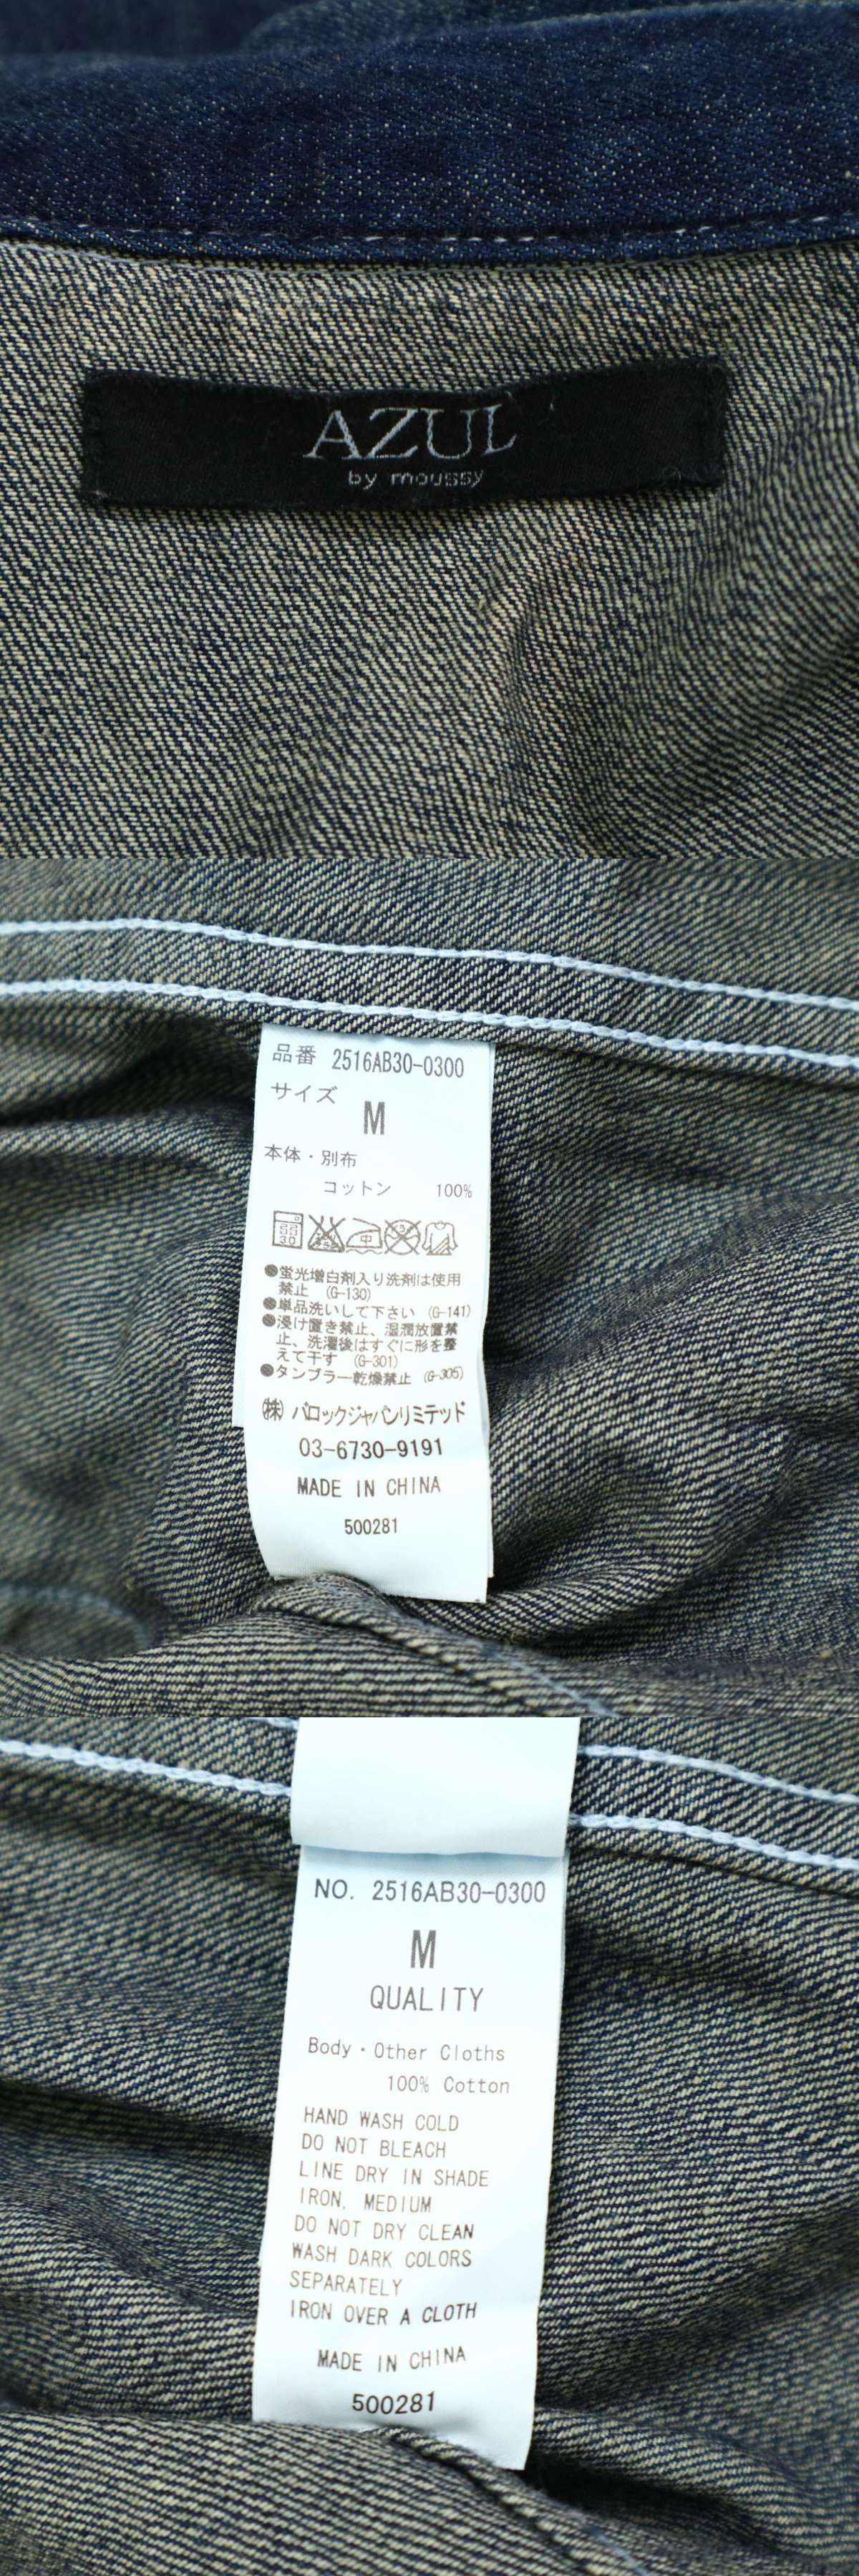 AZUL
by moussy
品番 2516AB30-0300
サイズ
M
本体・別布
コットン 100%
30
中
●蛍光増白剤入り洗剤は使用
禁止 (G-130)
●単品洗いして下さい (G-141)
●浸け置き禁止、湿潤放置禁
止、洗濯後はすぐに形を整
えて干す (G-301)
●タンブラー乾燥禁止 (G-305)
(株) バロックジャパンリミテッド
03-6730-9191
MADE IN CHINA
500281
NO. 2516AB30-0300
M
QUALITY
Body・Other Cloths
100% Cotton
HAND WASH COLD
DO NOT BLEACH
LINE DRY IN SHADE
IRON, MEDIUM
DO NOT DRY CLEAN
WASH DARK COLORS
SEPARATELY
IRON OVER A CLOTH
MADE IN CHINA
500281